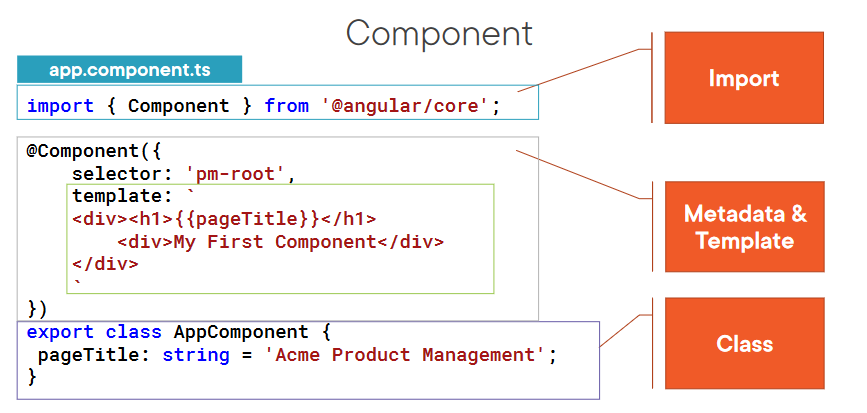 Component
app.component.ts
import { Component } from '@angular/core';
Import
@Component({
    selector: 'pm-root',
    template: `
    <div><h1>{{pageTitle}}</h1>
        <div>My First Component</div>
    </div>
    `
})
Metadata &
Template
export class AppComponent {
 pageTitle: string = 'Acme Product Management';
}
Class